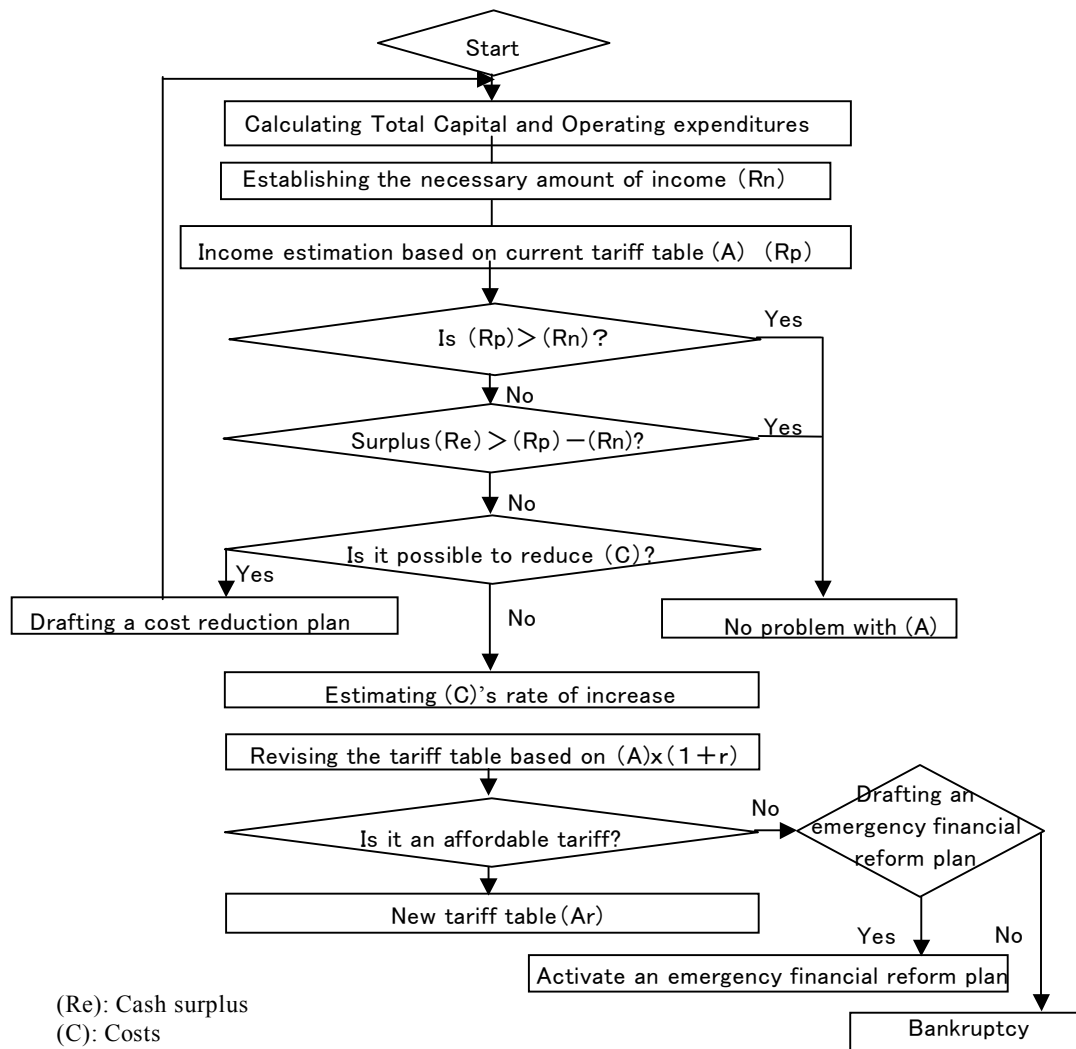 Start
Calculating Total Capital and Operating expenditures
Establishing the necessary amount of income (Rn)
Income estimation based on current tariff table (A) (Rp)
Is (Rp)>(Rn)?
Yes
No
Surplus(Re)>(Rp)-(Rn)?
Yes
No
Is it possible to reduce (C)?
Yes
No
Drafting a cost reduction plan
No problem with (A)
Estimating (C)'s rate of increase
Revising the tariff table based on (A)x(1+r)
Is it an affordable tariff?
No
Drafting an
emergency financial
reform plan
New tariff table(Ar)
Yes
No
Activate an emergency financial reform plan
Bankruptcy
(Re): Cash surplus
(C): Costs